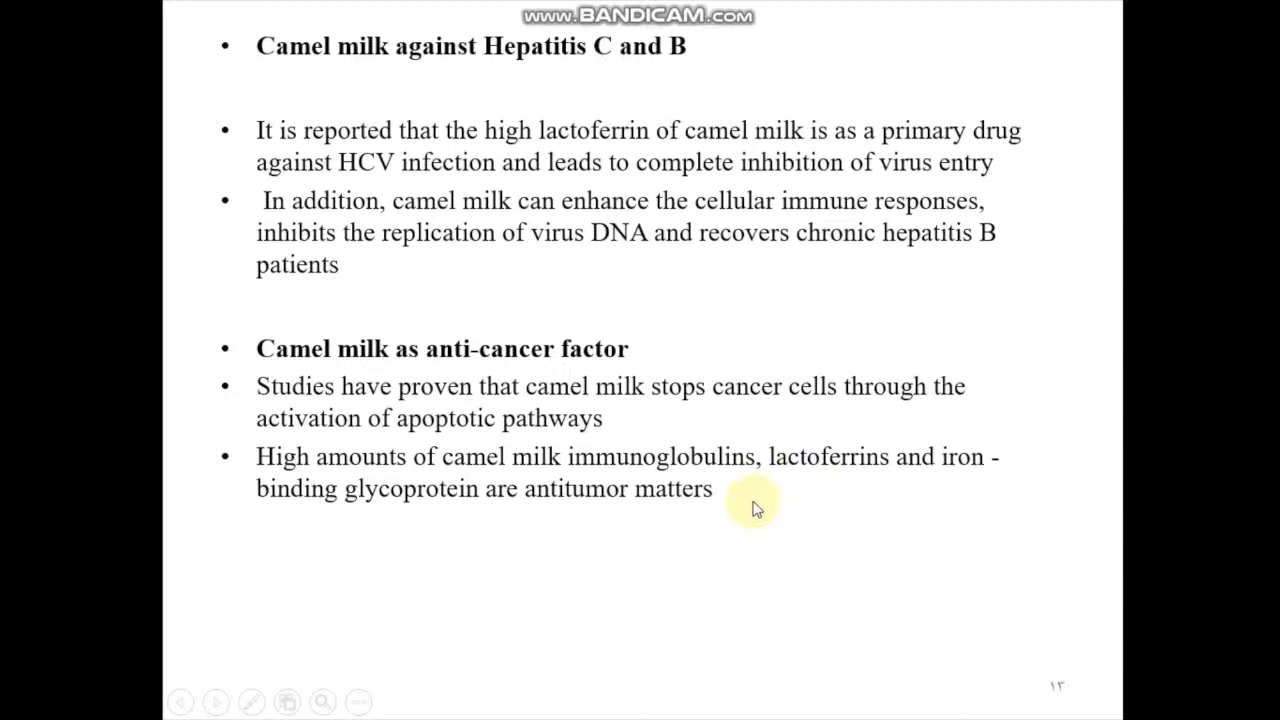 www.BANDICAM.com
• Camel milk against Hepatitis C and B
• It is reported that the high lactoferrin of camel milk is as a primary drug
against HCV infection and leads to complete inhibition of virus entry
• In addition, camel milk can enhance the cellular immune responses,
inhibits the replication of virus DNA and recovers chronic hepatitis B
patients
• Camel milk as anti-cancer factor
• Studies have proven that camel milk stops cancer cells through the
activation of apoptotic pathways
• High amounts of camel milk immunoglobulins, lactoferrins and iron -
binding glycoprotein are antitumor matters
١٣